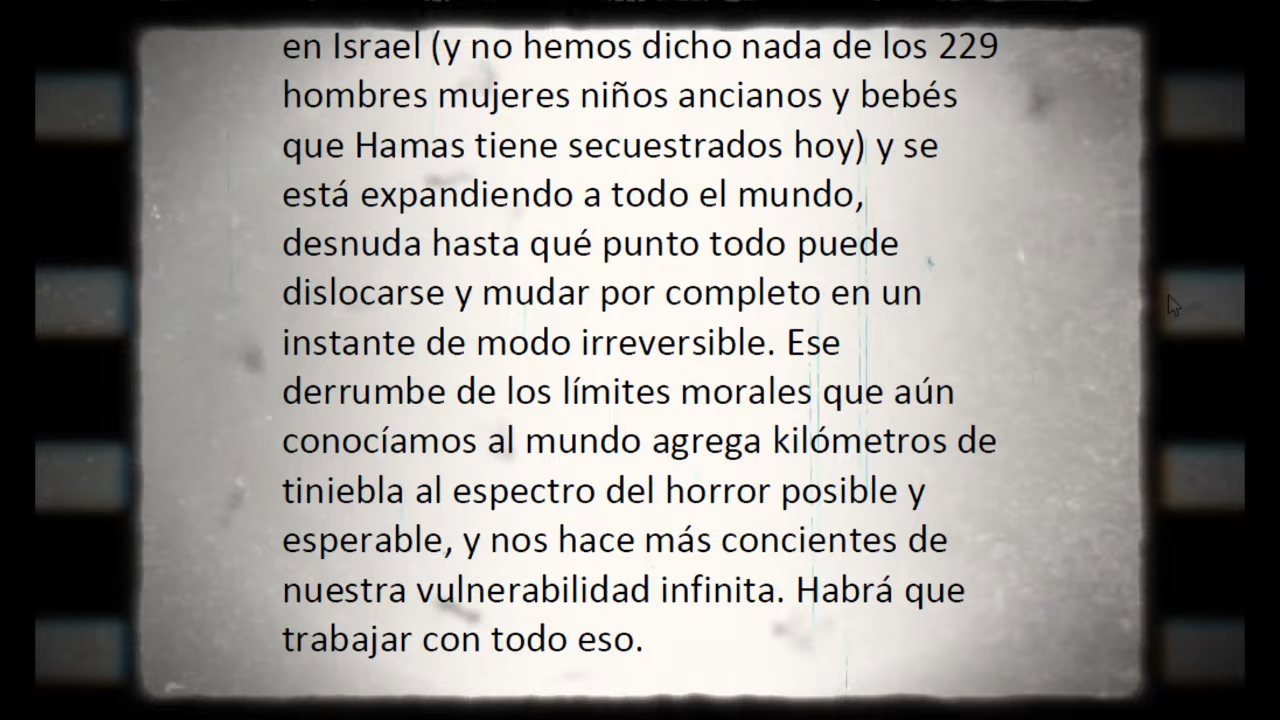 en Israel (y no hemos dicho nada de los 229
hombres mujeres niños ancianos y bebés
que Hamas tiene secuestrados hoy) y se
está expandiendo a todo el mundo,
desnuda hasta qué punto todo puede
dislocarse y mudar por completo en un
instante de modo irreversible. Ese
derrumbe de los límites morales que aún
conocíamos al mundo agrega kilómetros de
tiniebla al espectro del horror posible y
esperable, y nos hace más concientes de
nuestra vulnerabilidad infinita. Habrá que
trabajar con todo eso.